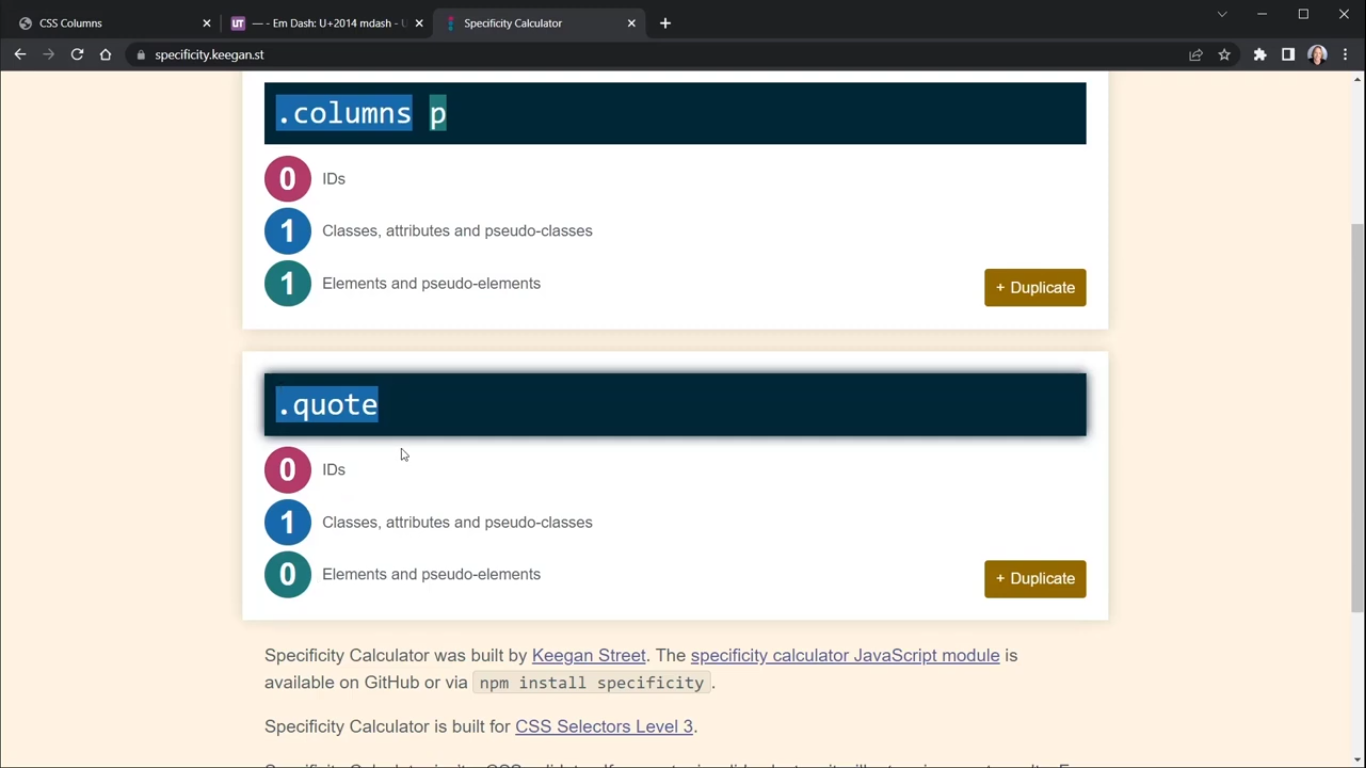 CSS Columns
UT — - Em Dash: U+2014 mdash - U
Specificity Calculator
specificity.keegan.st
.columns p
0 IDs
1 Classes, attributes and pseudo-classes
1 Elements and pseudo-elements
+ Duplicate
.quote
0 IDs
1 Classes, attributes and pseudo-classes
0 Elements and pseudo-elements
+ Duplicate
Specificity Calculator was built by Keegan Street. The specificity calculator JavaScript module is
available on GitHub or via npm install specificity.
Specificity Calculator is built for CSS Selectors Level 3.